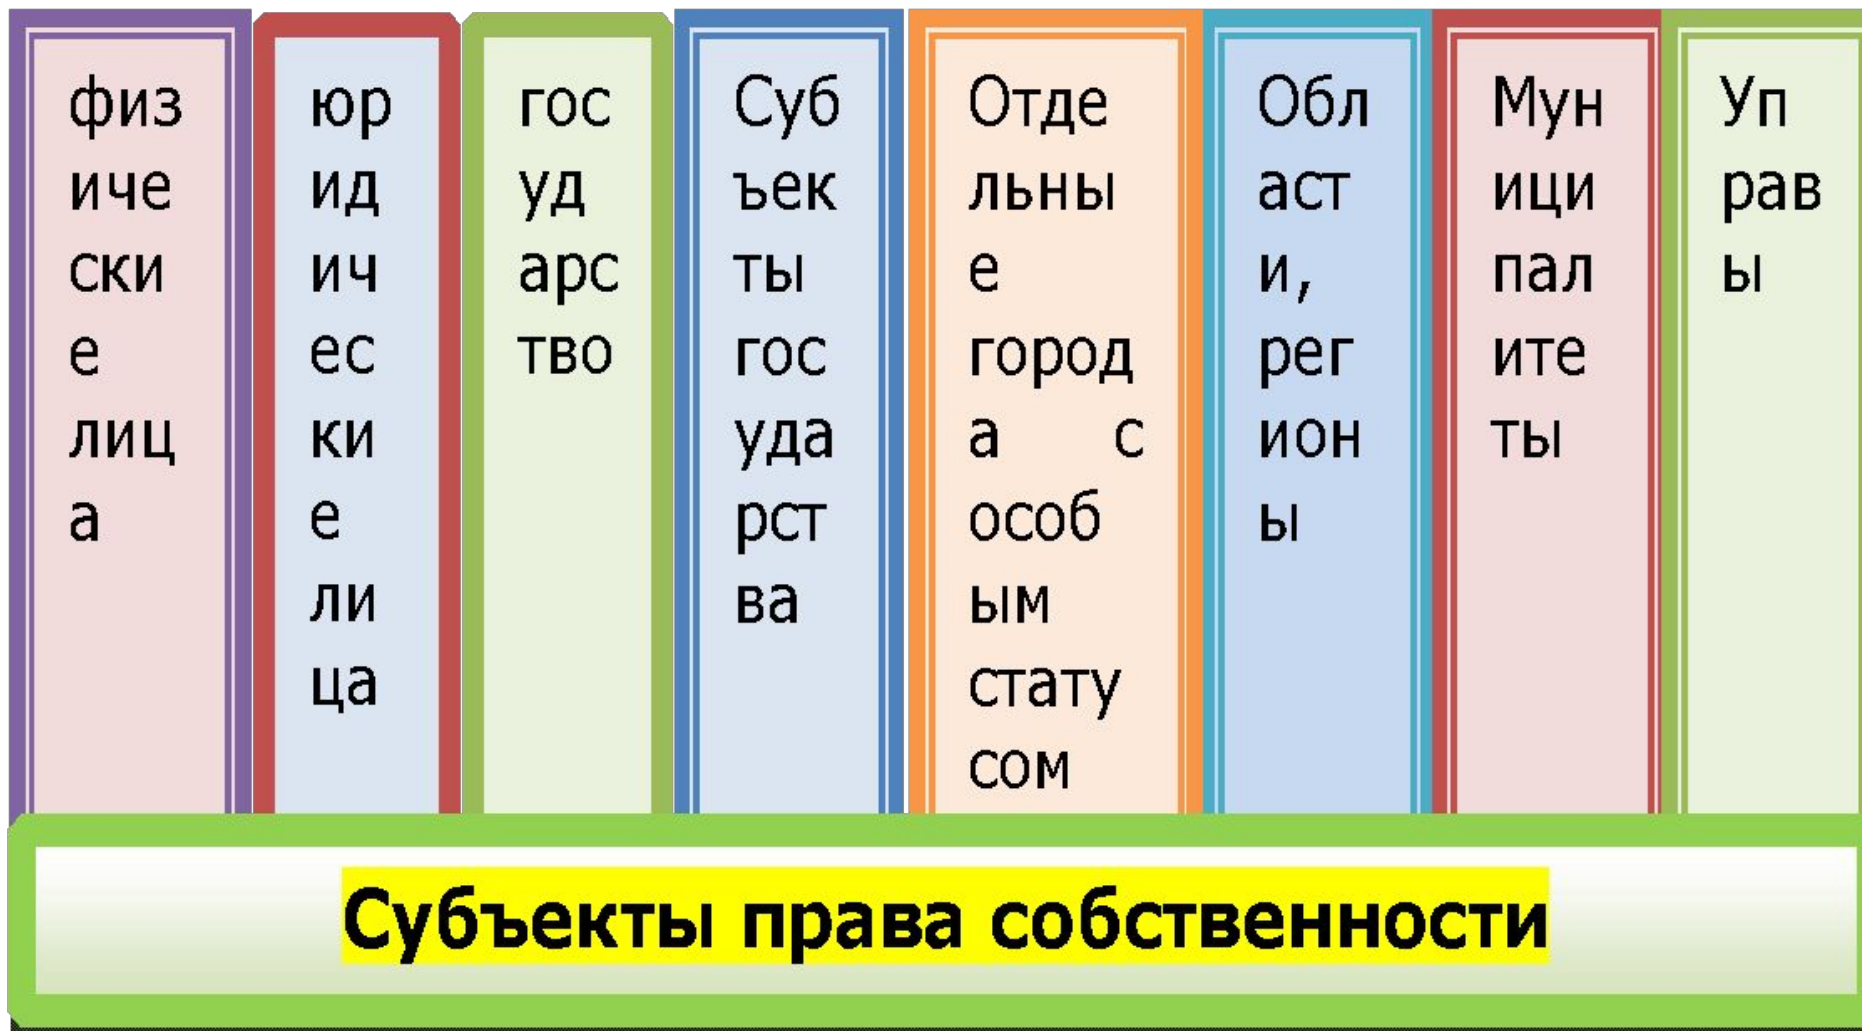 физ
иче
ски
е
лиц
а
юр
ид
ич
ес
ки
е
ли
ца
гос
уд
арс
тво
Суб
ъек
ты
гос
уда
рст
ва
Отде
льны
е
город
а с
особ
ым
стату
сом
Обл
аст
и,
рег
ион
ы
Мун
ици
пал
ите
ты
Уп
рав
ы
Субъекты права собственности